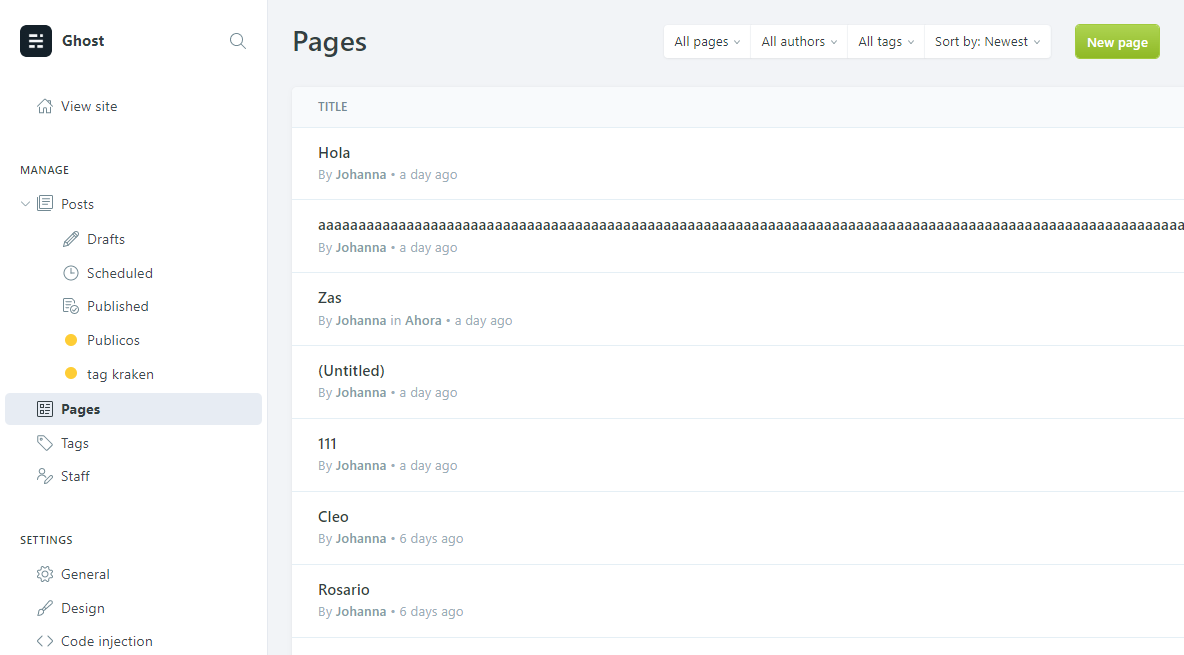 Ghost
View site
MANAGE
Posts
Drafts
Scheduled
Published
Publicos
tag kraken
Pages
Tags
Staff
SETTINGS
General
Design
Code injection
Pages
All pages
All authors
All tags
Sort by: Newest
New page
TITLE
Hola
By Johanna • a day ago
aaaaaaaaaaaaaaaaaaaaaaaaaaaaaaaaaaaaaaaaaaaaaaaaaaaaaaaaaaaaaaaaaaaaaaaaaaaaaaaaaaaaaaaaaaaaaaaaaaaaaaaaaaaa
By Johanna • a day ago
Zas
By Johanna in Ahora • a day ago
(Untitled)
By Johanna • a day ago
111
By Johanna • a day ago
Cleo
By Johanna • 6 days ago
Rosario
By Johanna • 6 days ago